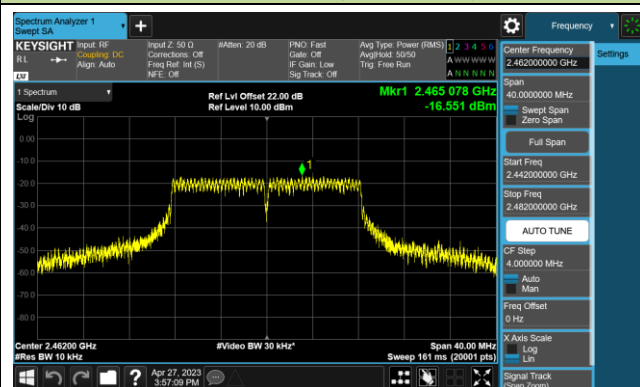 Spectrum Analyzer 1
Swept SA
Frequency
KEYSIGHT
RL
LXI
Input: RF
Coupling: DC
Align: Auto
Input Z: 50 Ω
Corrections: Off
Freq Ref: Int (S)
NFE: Off
#Atten: 20 dB
PNO: Fast
Gate: Off
IF Gain: Low
Sig Track: Off
Avg Type: Power (RMS)
Avg|Hold: 50/50
Trig: Free Run
1 2 3 4 5 6
A W W W W W
A N N N N N
1 Spectrum
Scale/Div 10 dB
Log
Ref Lvl Offset 22.00 dB
Ref Level 10.00 dBm
Mkr1 2.465 078 GHz
-16.551 dBm
0.00
-10.0
-20.0
-30.0
-40.0
-50.0
-60.0
-70.0
-80.0
1
Center 2.46200 GHz
#Res BW 10 kHz
#Video BW 30 kHz*
Span 40.00 MHz
Sweep 161 ms (20001 pts)
Apr 27, 2023
3:57:09 PM
Center Frequency
2.462000000 GHz
Settings
Span
40.0000000 MHz
Swept Span
Zero Span
Full Span
Start Freq
2.442000000 GHz
Stop Freq
2.482000000 GHz
AUTO TUNE
CF Step
4.000000 MHz
Auto
Man
Freq Offset
0 Hz
X Axis Scale
Log
Lin
Signal Track
(Span Zoom)